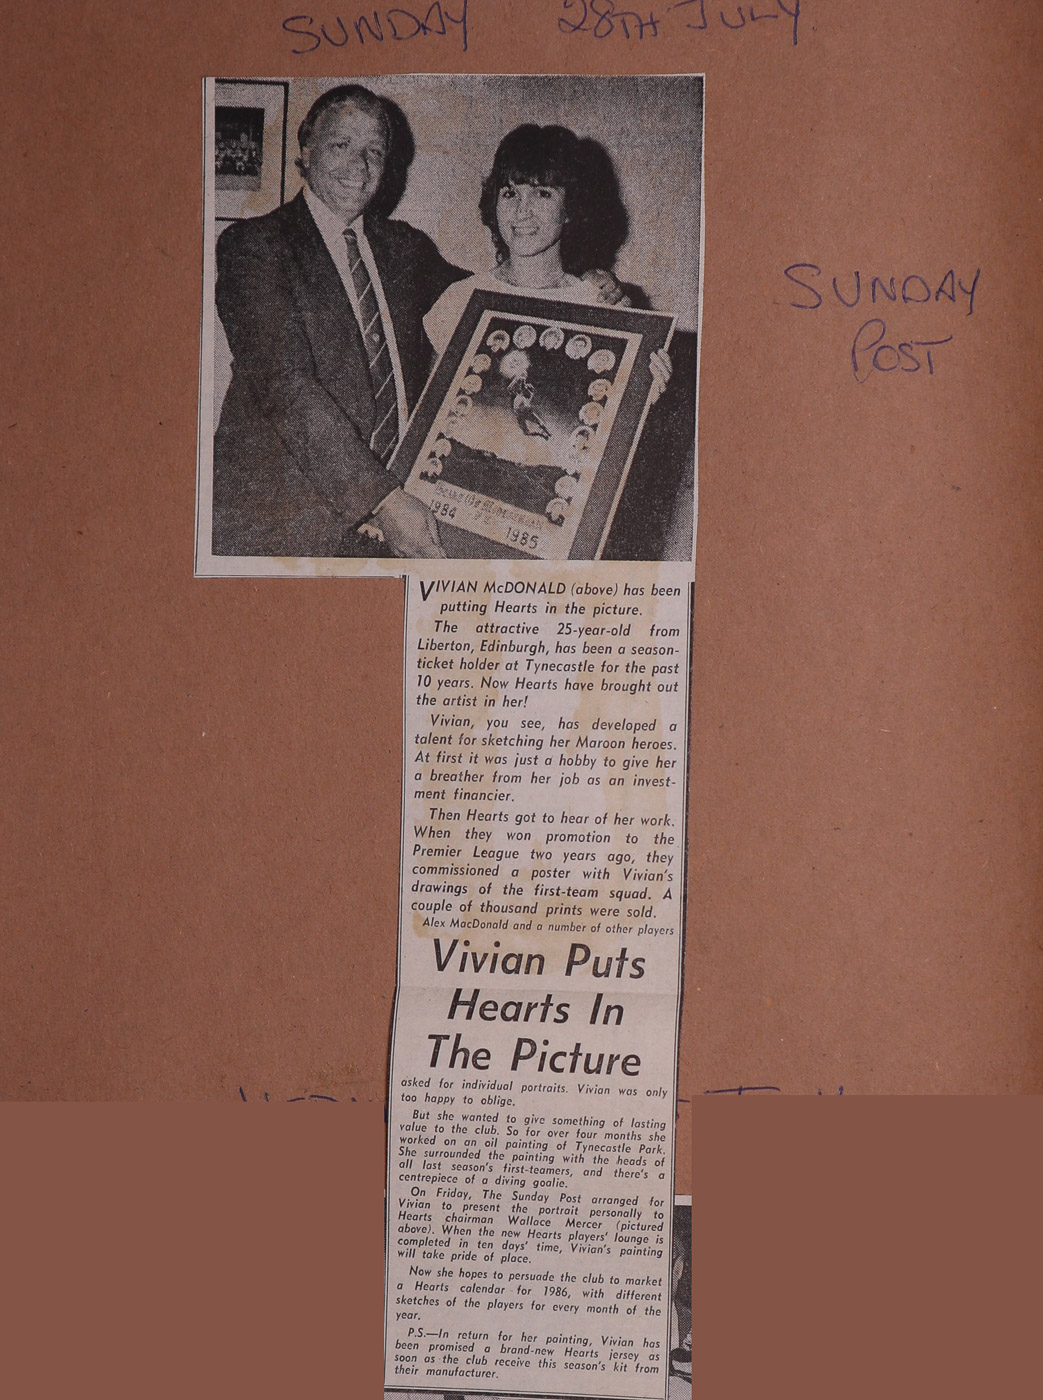 SUNDAY 28TH JULY.
SUNDAY
POST
1984
1985
VIVIAN McDONALD (above) has been
putting Hearts in the picture.
The attractive 25-year-old from
Liberton, Edinburgh, has been a season-
ticket holder at Tynecastle for the past
10 years. Now Hearts have brought out
the artist in her!
Vivian, you see, has developed a
talent for sketching her Maroon heroes.
At first it was just a hobby to give her
a breather from her job as an invest-
ment financier.
Then Hearts got to hear of her work.
When they won promotion to the
Premier League two years ago, they
commissioned a poster with Vivian's
drawings of the first-team squad. A
couple of thousand prints were sold.
Alex MacDonald and a number of other players
Vivian Puts
Hearts In
The Picture
asked for individual portraits. Vivian was only
too happy to oblige.
But she wanted to give something of lasting
value to the club. So for over four months she
worked on an oil painting of Tynecastle Park.
She surrounded the painting with the heads of
all last season's first-teamers, and there's a
centrepiece of a diving goalie.
On Friday, The Sunday Post arranged for
Vivian to present the portrait personally to
Hearts chairman Wallace Mercer (pictured
above). When the new Hearts players' lounge is
completed in ten days' time, Vivian's painting
will take pride of place.
Now she hopes to persuade the club to market
a Hearts calendar for 1986, with different
sketches of the players for every month of the
year.
P.S.—In return for her painting, Vivian has
been promised a brand-new Hearts jersey as
soon as the club receive this season's kit from
their manufacturer.